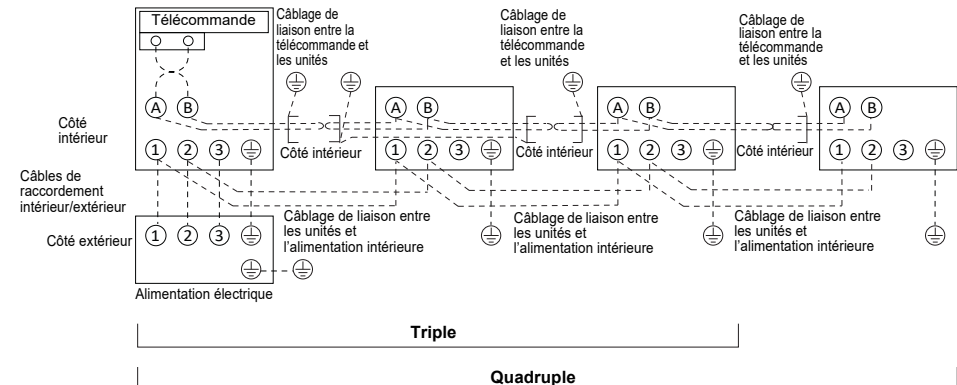 Télécommande
Câblage de
liaison entre la
télécommande et
les unités
Câblage de
liaison entre la
télécommande
et les unités
Câblage de
liaison entre la
télécommande
et les unités
A B
A B
A B
A B
Côté
intérieur
Côté intérieur
Côté intérieur
Côté intérieur
1 2 3
1 2 3
1 2 3
1 2 3
Câbles de
raccordement
intérieur/extérieur
Câblage de liaison entre
les unités et
l'alimentation intérieure
Câblage de liaison entre
les unités et
l'alimentation intérieure
Câblage de liaison entre
les unités et
l'alimentation intérieure
Côté extérieur
1 2 3
Alimentation électrique
Triple
Quadruple